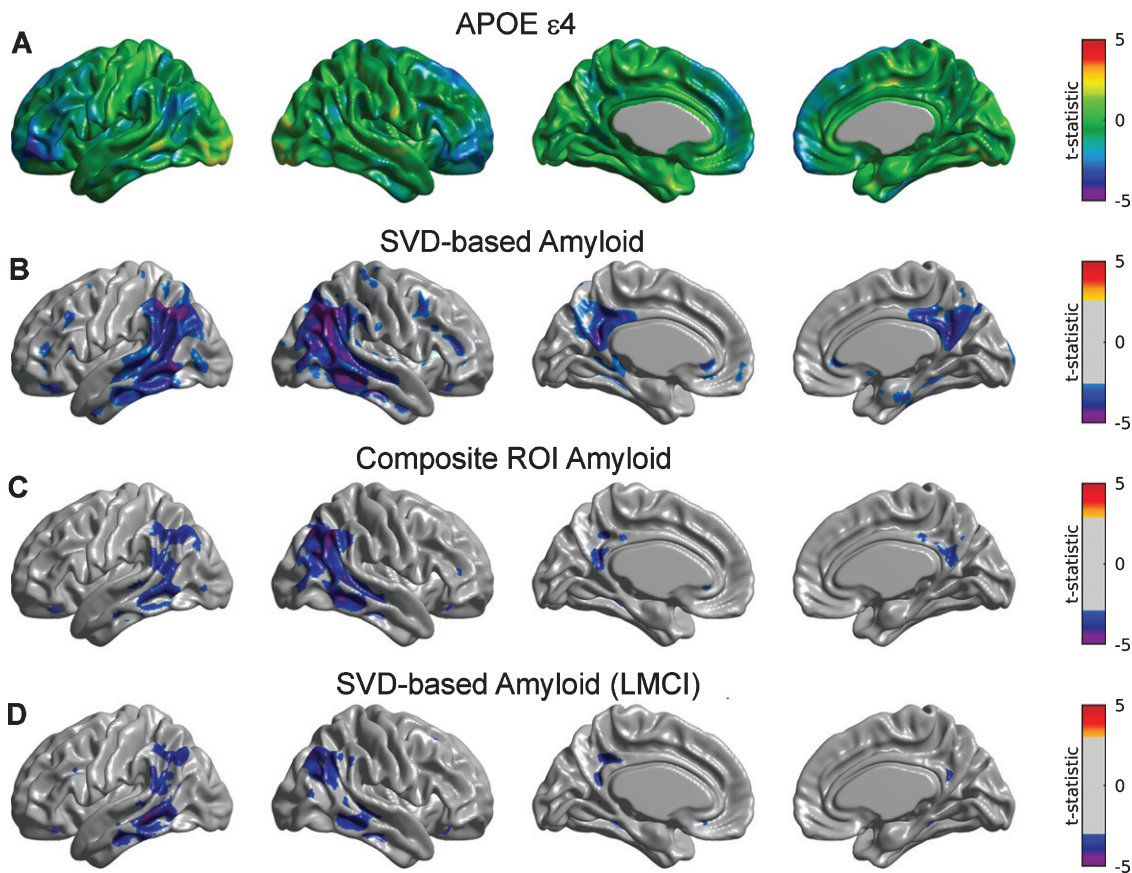 APOE ε4
A
5
0
-5
t-statistic
SVD-based Amyloid
B
5
0
-5
t-statistic
Composite ROI Amyloid
C
5
0
-5
t-statistic
SVD-based Amyloid (LMCI)
D
5
0
-5
t-statistic